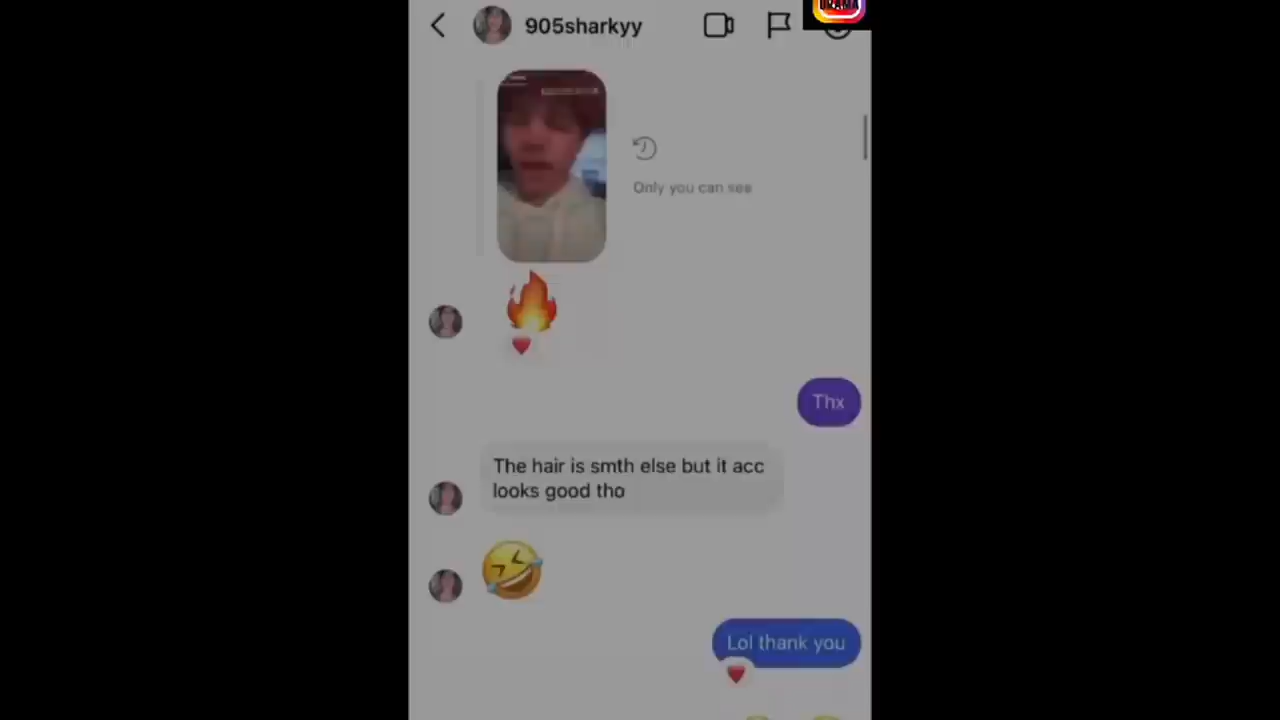 DRAMA
905sharkyy
Only you can see
Thx
The hair is smth else but it acc
looks good tho
Lol thank you